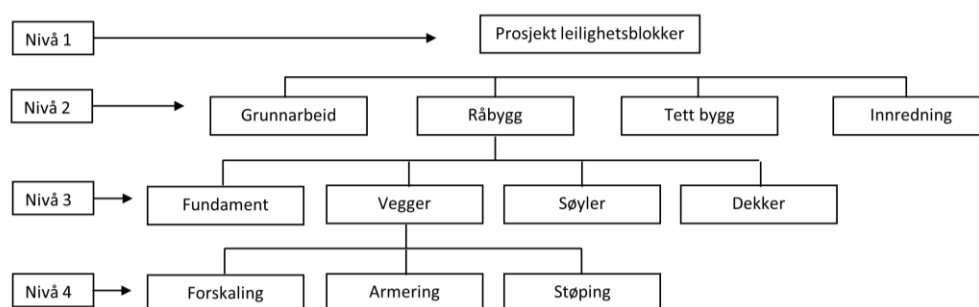 Nivå 1
Prosjekt leilighetsblokker
Nivå 2
Grunnarbeid
Råbygg
Tett bygg
Innredning
Nivå 3
Fundament
Vegger
Søyler
Dekker
Nivå 4
Forskaling
Armering
Støping